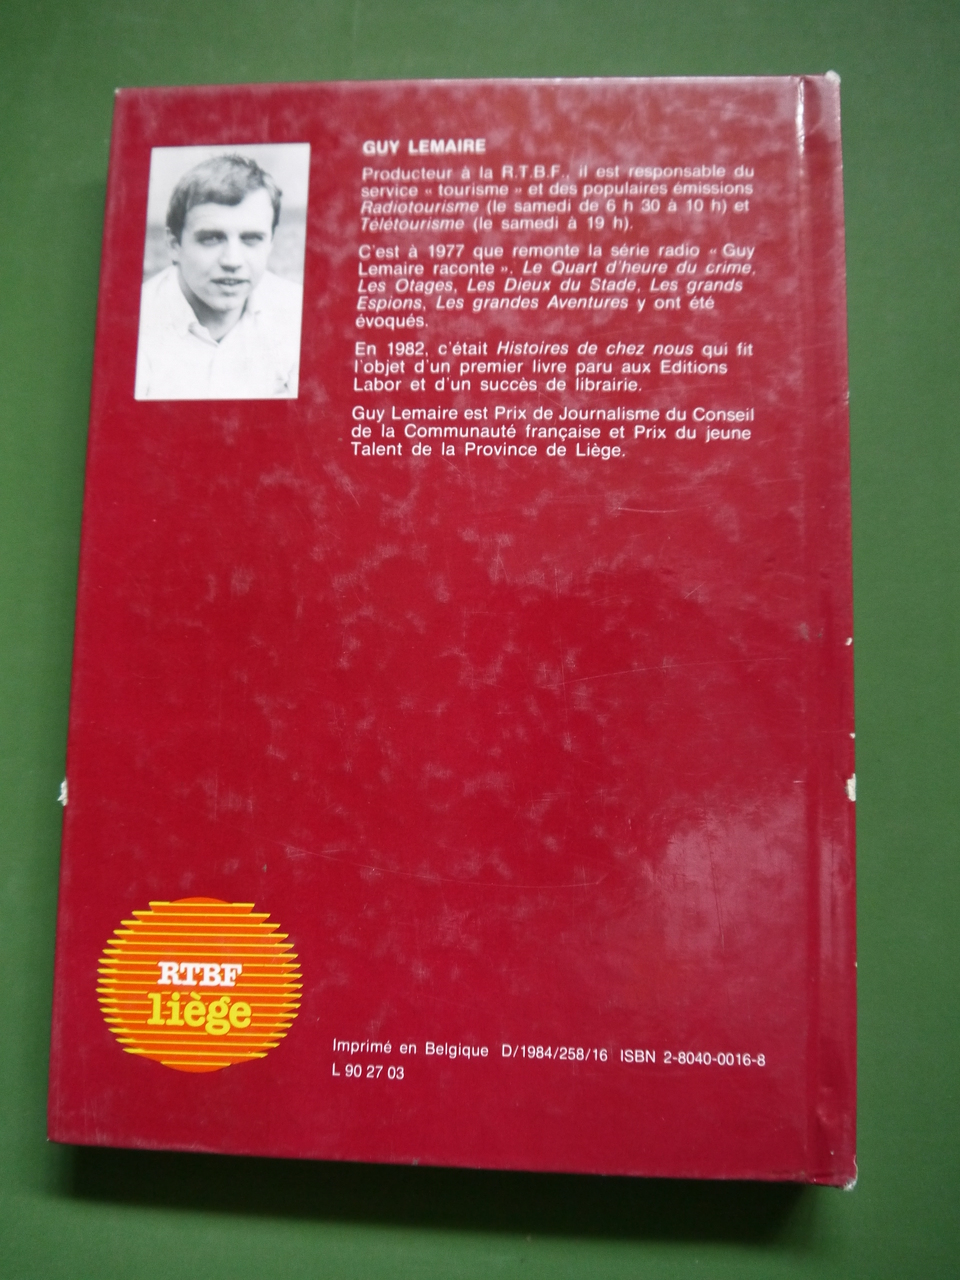 GUY LEMAIRE
Producteur à la R.T.B.F., il est responsable du
service « tourisme » et des populaires émissions
Radiotourisme (le samedi de 6 h 30 à 10 h) et
Télétourisme (le samedi à 19 h).
C'est à 1977 que remonte la série radio « Guy
Lemaire raconte ». Le Quart d'heure du crime,
Les Otages, Les Dieux du Stade, Les grands
Espions, Les grandes Aventures y ont été
évoqués.
En 1982, c'était Histoires de chez nous qui fit
l'objet d'un premier livre paru aux Editions
Labor et d'un succès de librairie.
Guy Lemaire est Prix de Journalisme du Conseil
de la Communauté française et Prix du jeune
Talent de la Province de Liège.
RTBF
liège
Imprimé en Belgique D/1984/258/16 ISBN 2-8040-0016-8
L 90 27 03